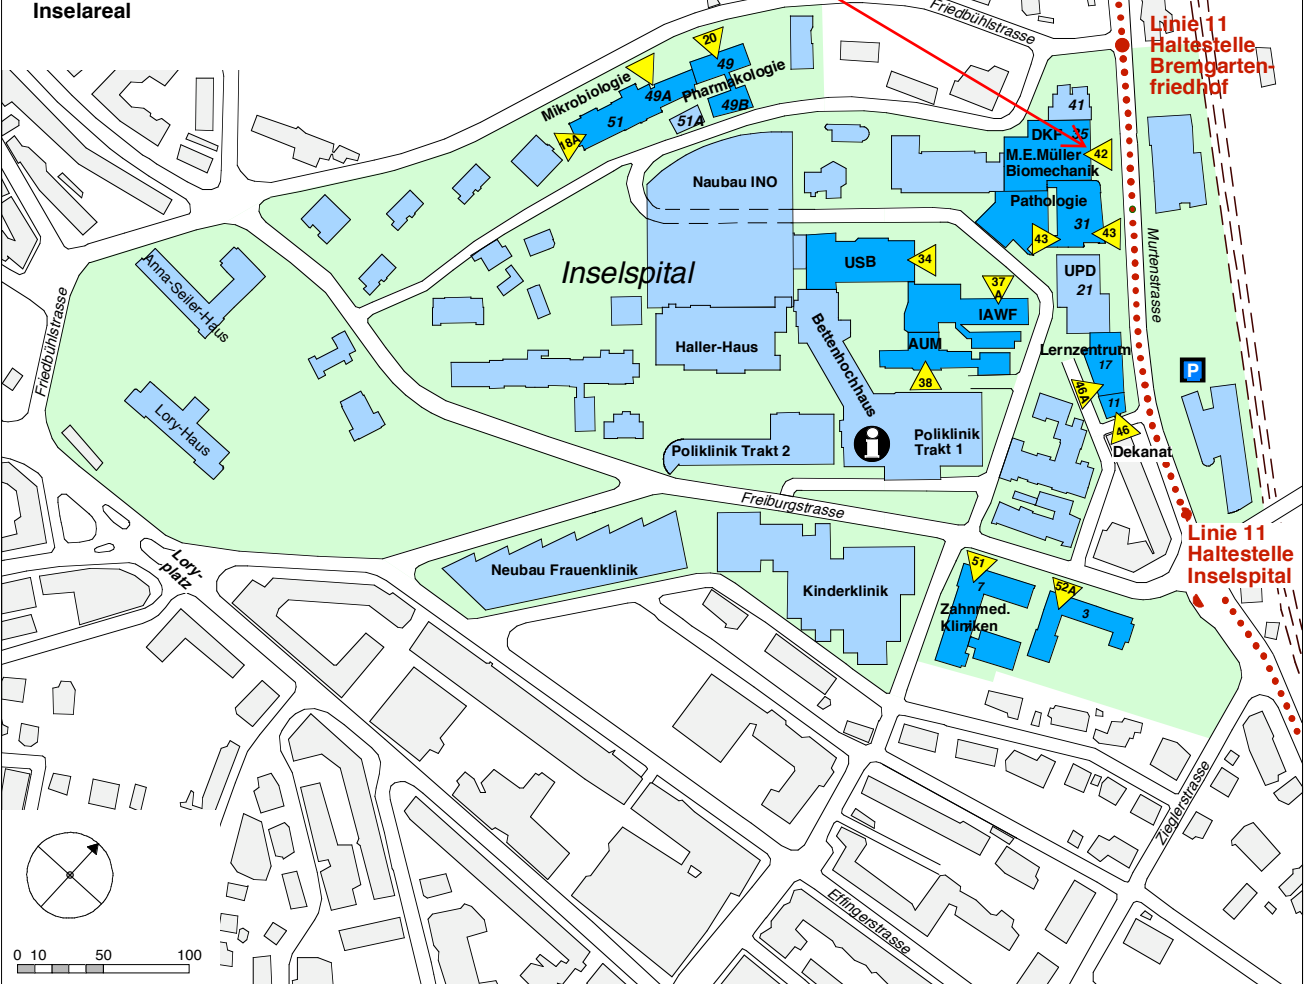 Inselareal
Friedbühlstrasse
Linie 11
Haltestelle
Bremgarten-
friedhof
20
49
Pharmakologie
Mikrobiologie
49A
49B
51
51A
18A
41
DKF 35
M.E.Müller
Biomechanik
42
Naubau INO
Pathologie
31
43
43
Murtenstrasse
Anna-Seiler-Haus
Inselspital
USB
34
37
A
UPD
21
IAWF
Friedbühlstrasse
Haller-Haus
Bettenhochhaus
AUM
Lernzentrum
17
P
38
46A
11
46
Lory-Haus
Poliklinik Trakt 2
i
Poliklinik
Trakt 1
Dekanat
Freiburgstrasse
Linie 11
Haltestelle
Inselspital
Lory-
platz
Neubau Frauenklinik
Kinderklinik
51
7
52A
3
Zahnmed.
Kliniken
Zieglerstrasse
Effingerstrasse
0 10 50 100